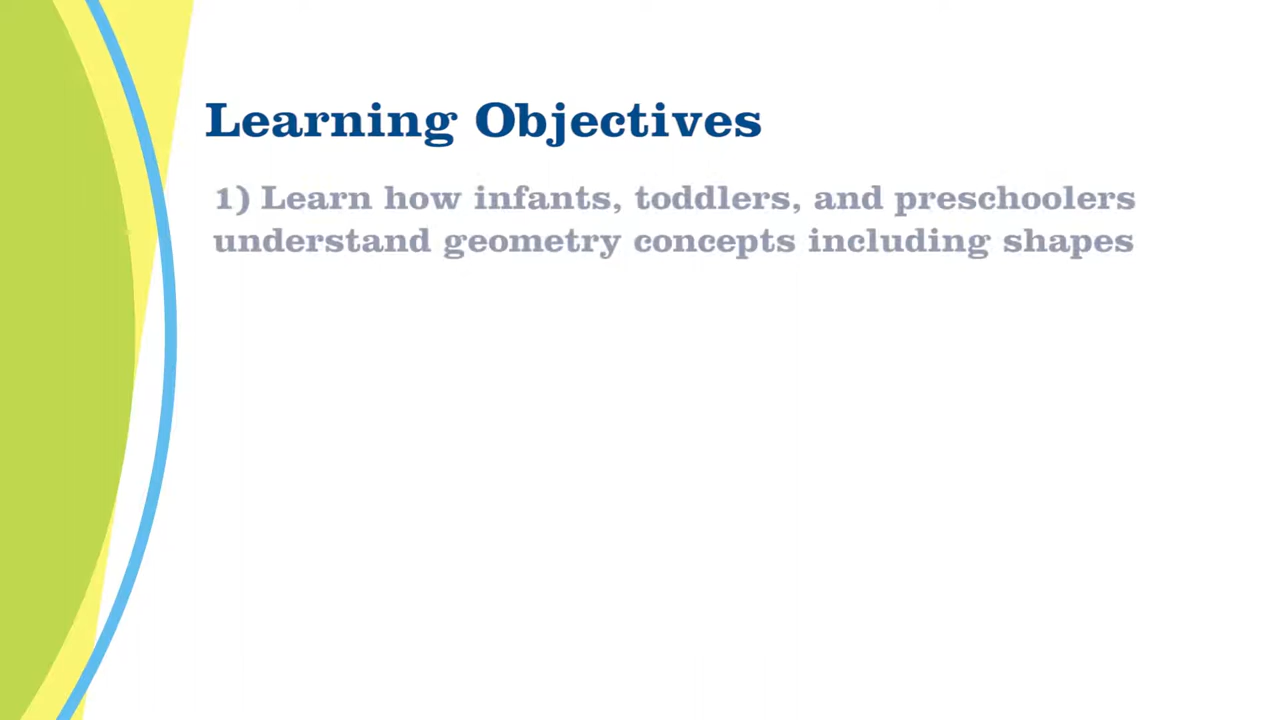 Learning Objectives
1) Learn how infants, toddlers, and preschoolers
understand geometry concepts including shapes